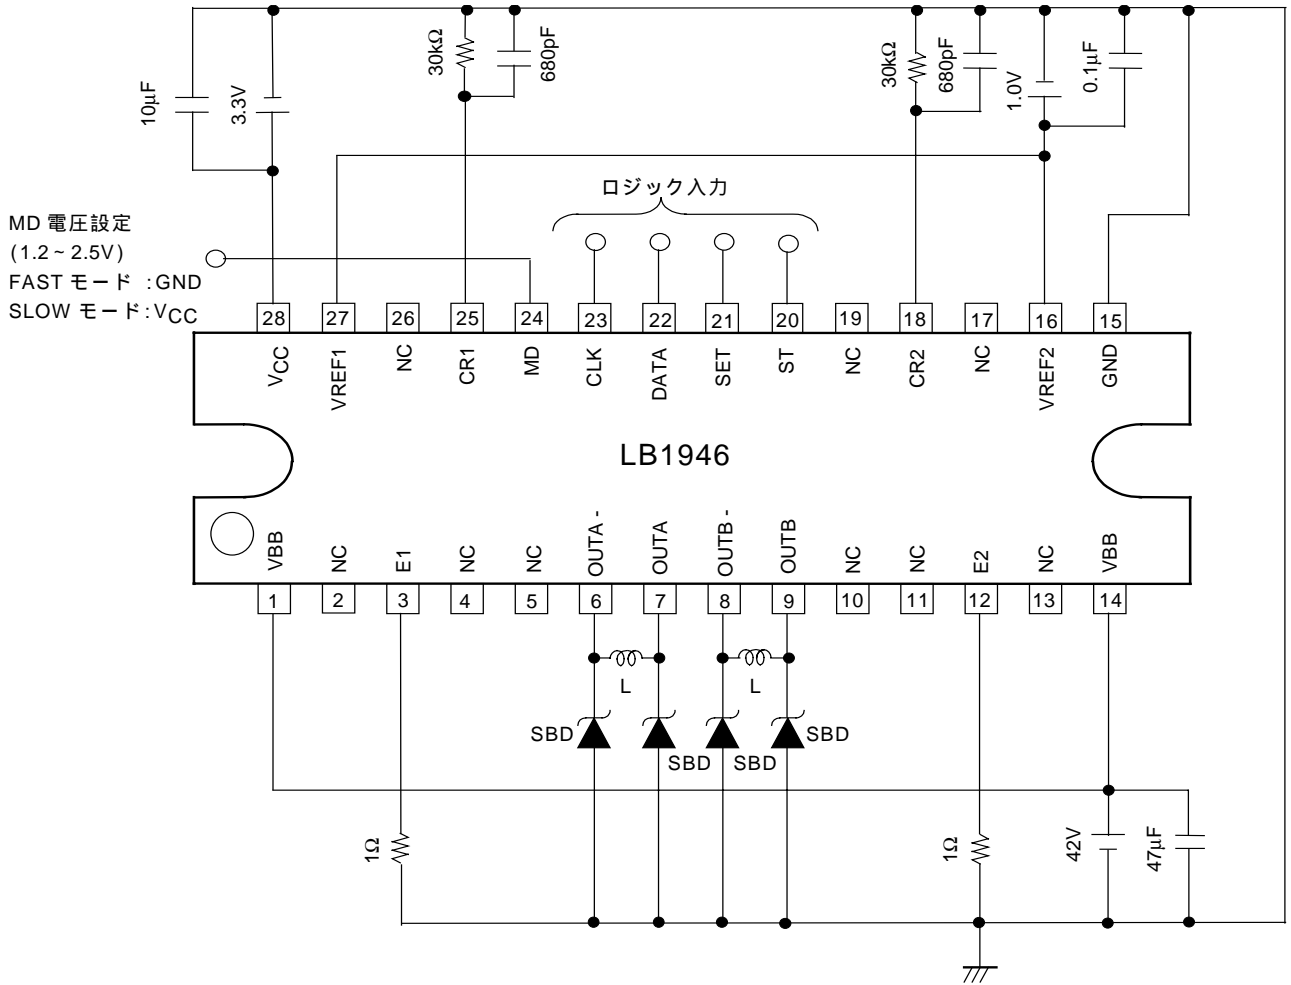 10μF
3.3V
30kΩ
680pF
30kΩ
680pF
1.0V
0.1μF
ロジック入力
MD 電圧設定
(1.2 ~ 2.5V)
FAST モード :GND
SLOW モード:VCC
28 27 26 25 24 23 22 21 20 19 18 17 16 15
VCC VREF1 NC CR1 MD CLK DATA SET ST NC CR2 NC VREF2 GND
LB1946
VBB NC E1 NC NC OUTA - OUTA OUTB - OUTB NC NC E2 NC VBB
1 2 3 4 5 6 7 8 9 10 11 12 13 14
L L
SBD SBD SBD SBD
1Ω 1Ω 42V 47μF